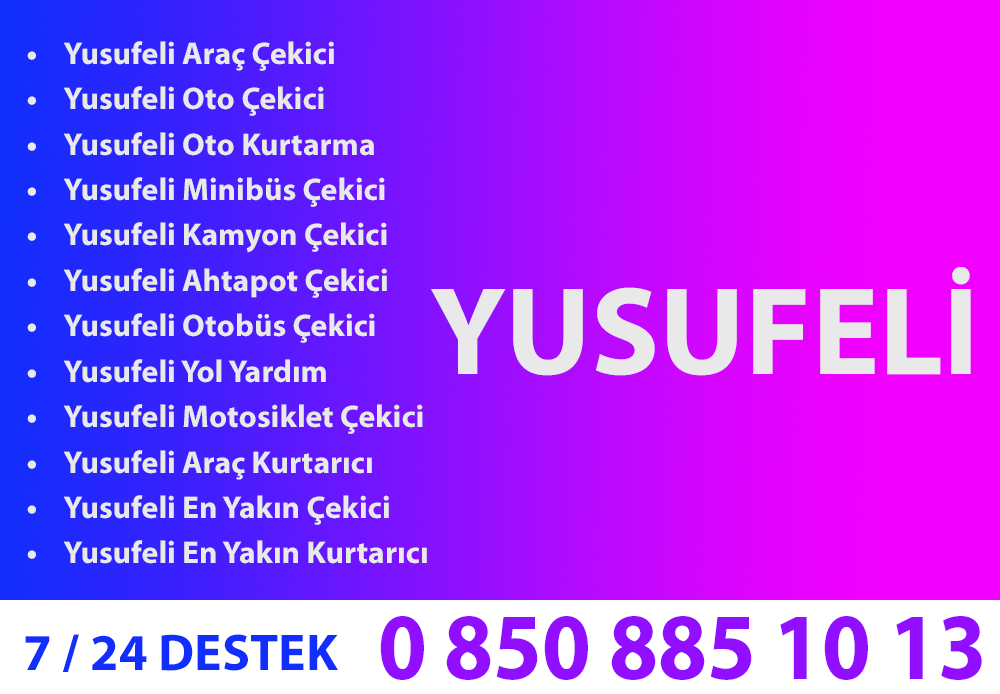 • Yusufeli Araç Çekici
• Yusufeli Oto Çekici
• Yusufeli Oto Kurtarma
• Yusufeli Minibüs Çekici
• Yusufeli Kamyon Çekici
• Yusufeli Ahtapot Çekici
• Yusufeli Otobüs Çekici
• Yusufeli Yol Yardım
• Yusufeli Motosiklet Çekici
• Yusufeli Araç Kurtarıcı
• Yusufeli En Yakın Çekici
• Yusufeli En Yakın Kurtarıcı
YUSUFELİ
7 / 24 DESTEK 0 850 885 10 13